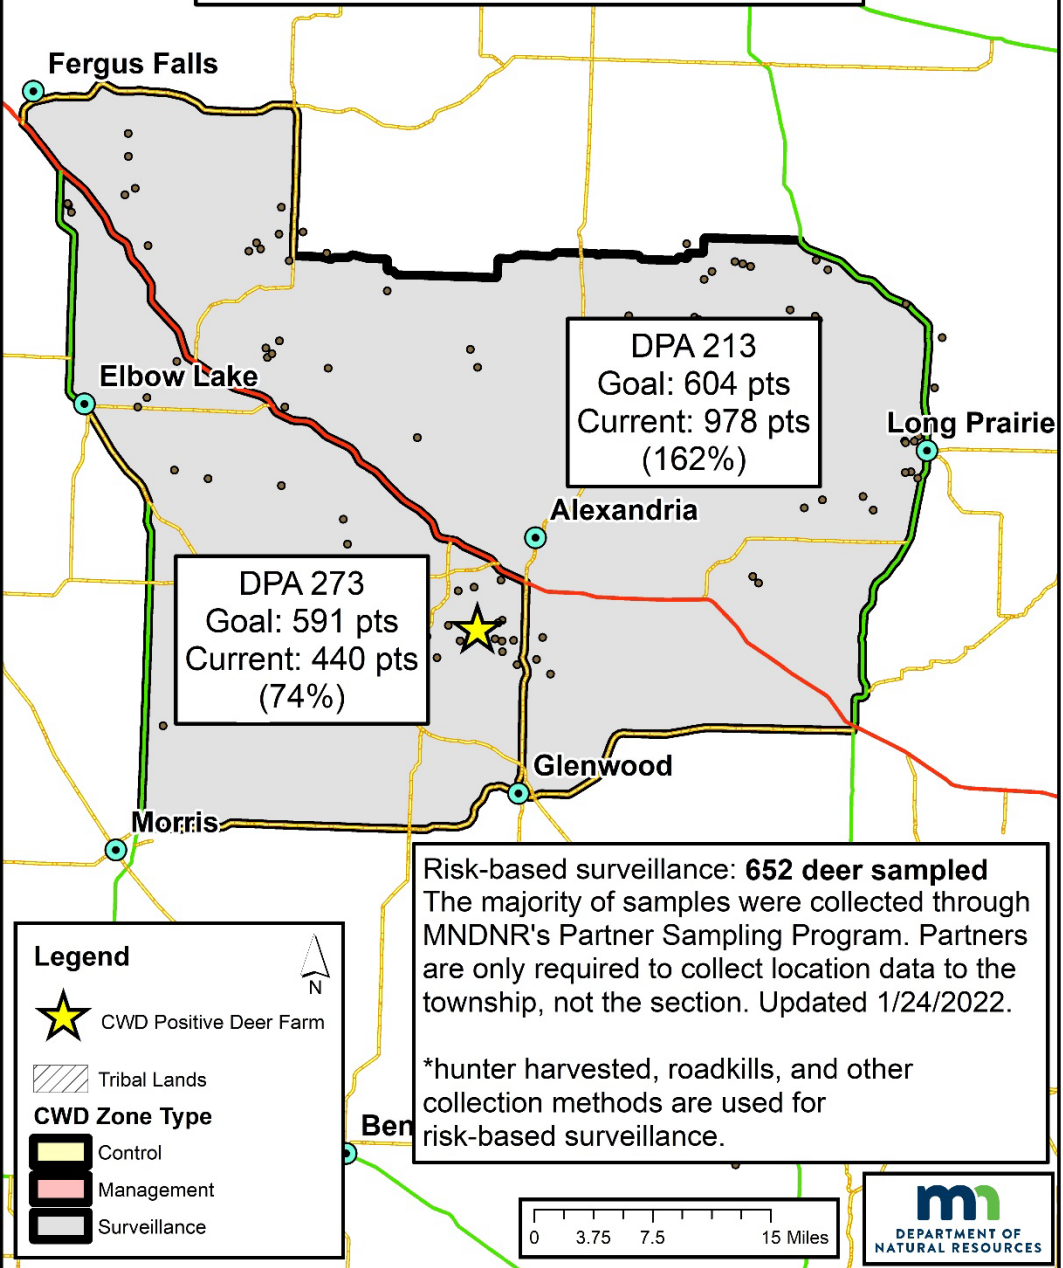 Fergus Falls
Elbow Lake
DPA 213
Goal: 604 pts
Current: 978 pts
(162%)
Long Prairie
Alexandria
DPA 273
Goal: 591 pts
Current: 440 pts
(74%)
Glenwood
Morris
Risk-based surveillance: 652 deer sampled
The majority of samples were collected through
MNDNR's Partner Sampling Program. Partners
are only required to collect location data to the
township, not the section. Updated 1/24/2022.
*hunter harvested, roadkills, and other
collection methods are used for
risk-based surveillance.
Ben
Legend
N
CWD Positive Deer Farm
Tribal Lands
CWD Zone Type
Control
Management
Surveillance
0 3.75 7.5 15 Miles
mn
DEPARTMENT OF
NATURAL RESOURCES